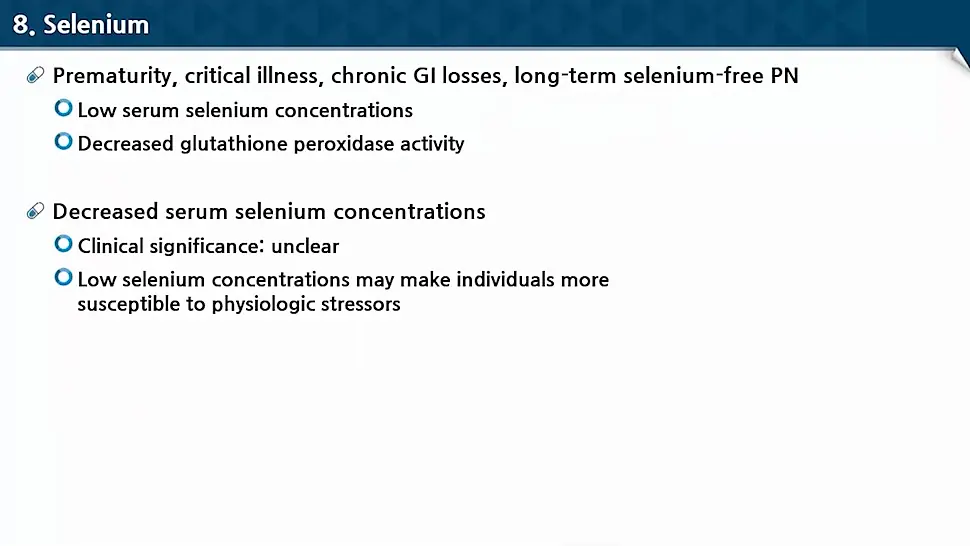 8. Selenium
Prematurity, critical illness, chronic GI losses, long-term selenium-free PN
Low serum selenium concentrations
Decreased glutathione peroxidase activity
Decreased serum selenium concentrations
Clinical significance: unclear
Low selenium concentrations may make individuals more
susceptible to physiologic stressors